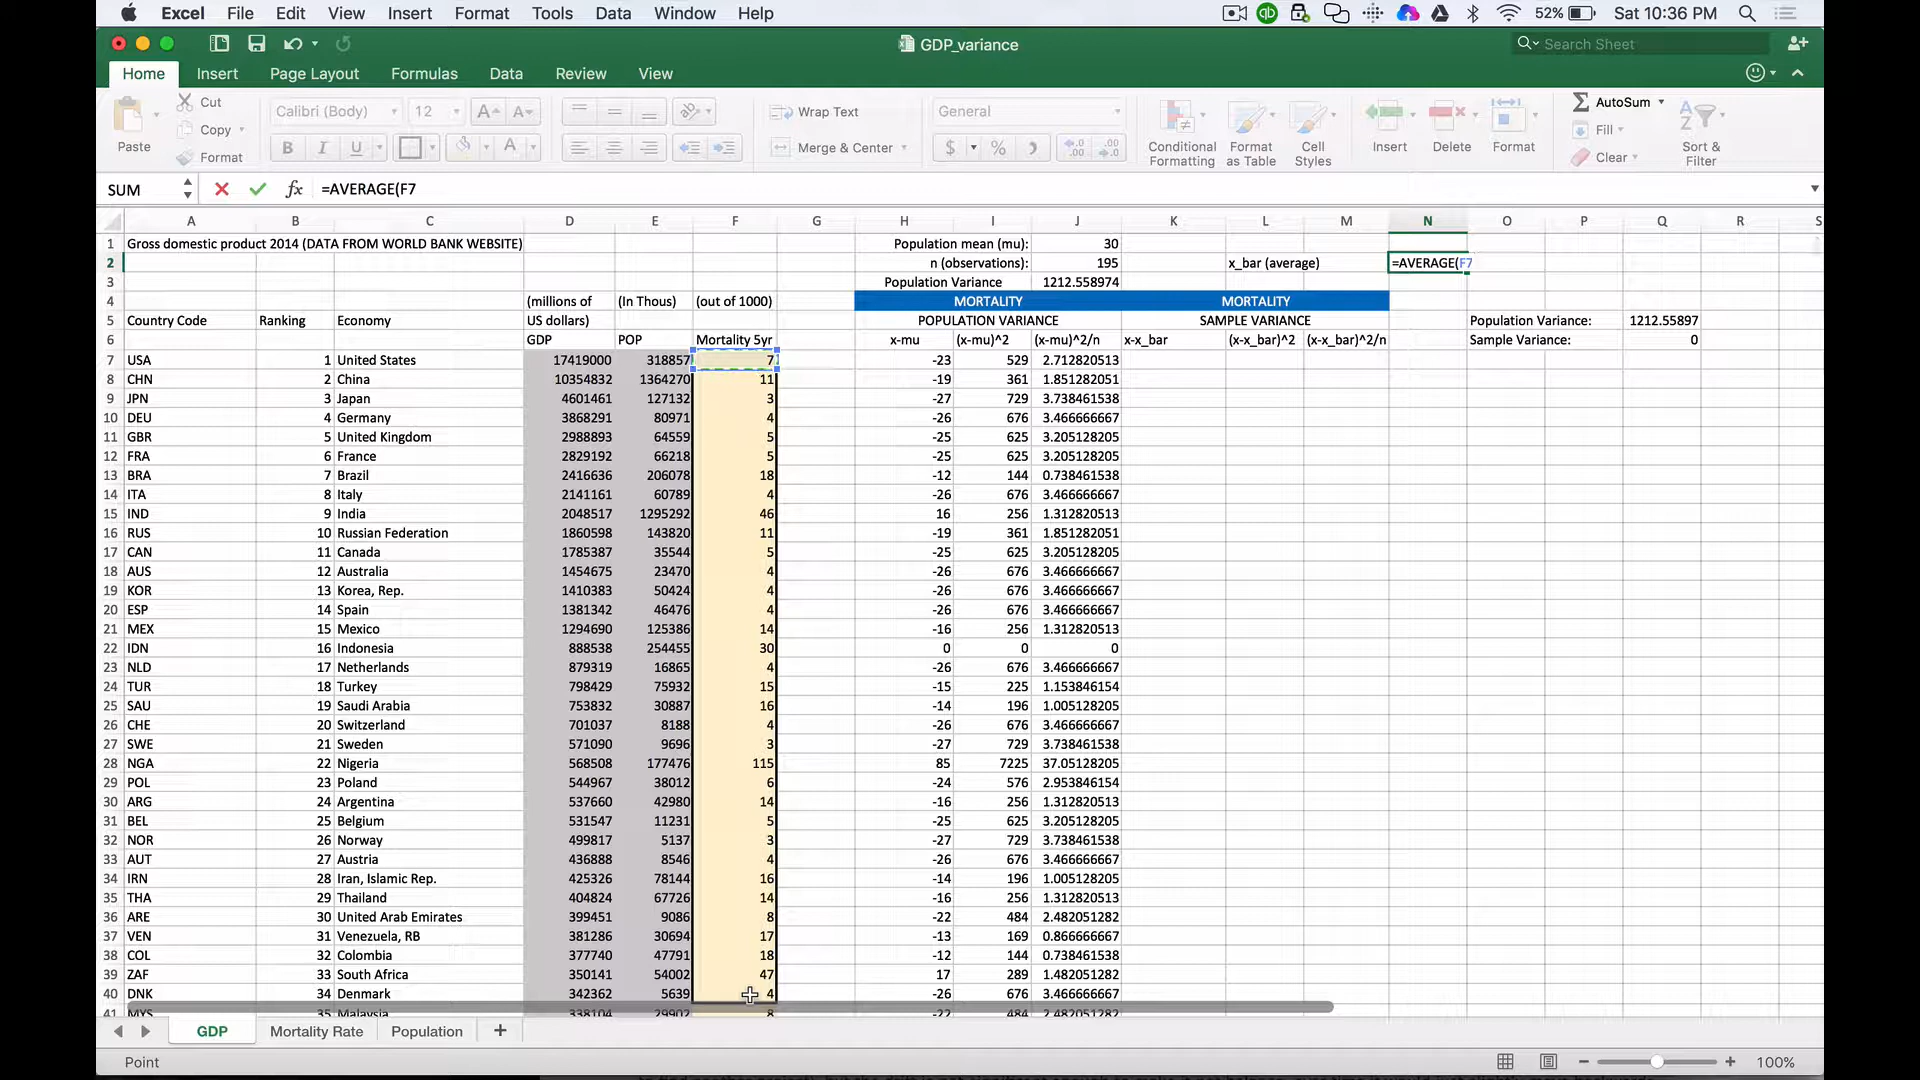 Excel File Edit View Insert Format Tools Data Window Help 52% Sat 10:36 PM
GDP_variance Search Sheet
Home Insert Page Layout Formulas Data Review View
Paste Cut Copy Format Calibri (Body) 12 Wrap Text Merge & Center General Conditional Formatting Format as Table Cell Styles Insert Delete Format AutoSum Fill Clear Sort & Filter
SUM fx =AVERAGE(F7
A B C D E F G H I J K L M N O P Q R S
1 Gross domestic product 2014 (DATA FROM WORLD BANK WEBSITE) Population mean (mu): 30
2 n (observations): 195 x_bar (average) =AVERAGE(F7
3 Population Variance 1212.558974
4 (millions of (In Thous) (out of 1000) MORTALITY MORTALITY
5 Country Code Ranking Economy US dollars) POPULATION VARIANCE SAMPLE VARIANCE Population Variance: 1212.55897
6 GDP POP Mortality 5yr x-mu (x-mu)^2 (x-mu)^2/n x-x_bar (x-x_bar)^2 (x-x_bar)^2/n Sample Variance: 0
7 USA 1 United States 17419000 318857 7 -23 529 2.712820513
8 CHN 2 China 10354832 1364270 11 -19 361 1.851282051
9 JPN 3 Japan 4601461 127132 3 -27 729 3.738461538
10 DEU 4 Germany 3868291 80971 4 -26 676 3.466666667
11 GBR 5 United Kingdom 2988893 64559 5 -25 625 3.205128205
12 FRA 6 France 2829192 66218 5 -25 625 3.205128205
13 BRA 7 Brazil 2416636 206078 18 -12 144 0.738461538
14 ITA 8 Italy 2141161 60789 4 -26 676 3.466666667
15 IND 9 India 2048517 1295292 46 16 256 1.312820513
16 RUS 10 Russian Federation 1860598 143820 11 -19 361 1.851282051
17 CAN 11 Canada 1785387 35544 5 -25 625 3.205128205
18 AUS 12 Australia 1454675 23470 4 -26 676 3.466666667
19 KOR 13 Korea, Rep. 1410383 50424 4 -26 676 3.466666667
20 ESP 14 Spain 1381342 46476 4 -26 676 3.466666667
21 MEX 15 Mexico 1294690 125386 14 -16 256 1.312820513
22 IDN 16 Indonesia 888538 254455 30 0 0 0
23 NLD 17 Netherlands 879319 16865 4 -26 676 3.466666667
24 TUR 18 Turkey 798429 75932 15 -15 225 1.153846154
25 SAU 19 Saudi Arabia 753832 30887 16 -14 196 1.005128205
26 CHE 20 Switzerland 701037 8188 4 -26 676 3.466666667
27 SWE 21 Sweden 571090 9696 3 -27 729 3.738461538
28 NGA 22 Nigeria 568508 177476 115 85 7225 37.05128205
29 POL 23 Poland 544967 38012 6 -24 576 2.953846154
30 ARG 24 Argentina 537660 42980 14 -16 256 1.312820513
31 BEL 25 Belgium 531547 11231 5 -25 625 3.205128205
32 NOR 26 Norway 499817 5137 3 -27 729 3.738461538
33 AUT 27 Austria 436888 8546 4 -26 676 3.466666667
34 IRN 28 Iran, Islamic Rep. 425326 78144 16 -14 196 1.005128205
35 THA 29 Thailand 404824 67726 14 -16 256 1.312820513
36 ARE 30 United Arab Emirates 399451 9086 8 -22 484 2.482051282
37 VEN 31 Venezuela, RB 381286 30694 17 -13 169 0.866666667
38 COL 32 Colombia 377740 47791 18 -12 144 0.738461538
39 ZAF 33 South Africa 350141 54002 47 17 289 1.482051282
40 DNK 34 Denmark 342362 5639 4 -26 676 3.466666667
41 MYS 35 Malaysia 338104 29902 8 -22 484 2.482051282
GDP Mortality Rate Population
Point 100%